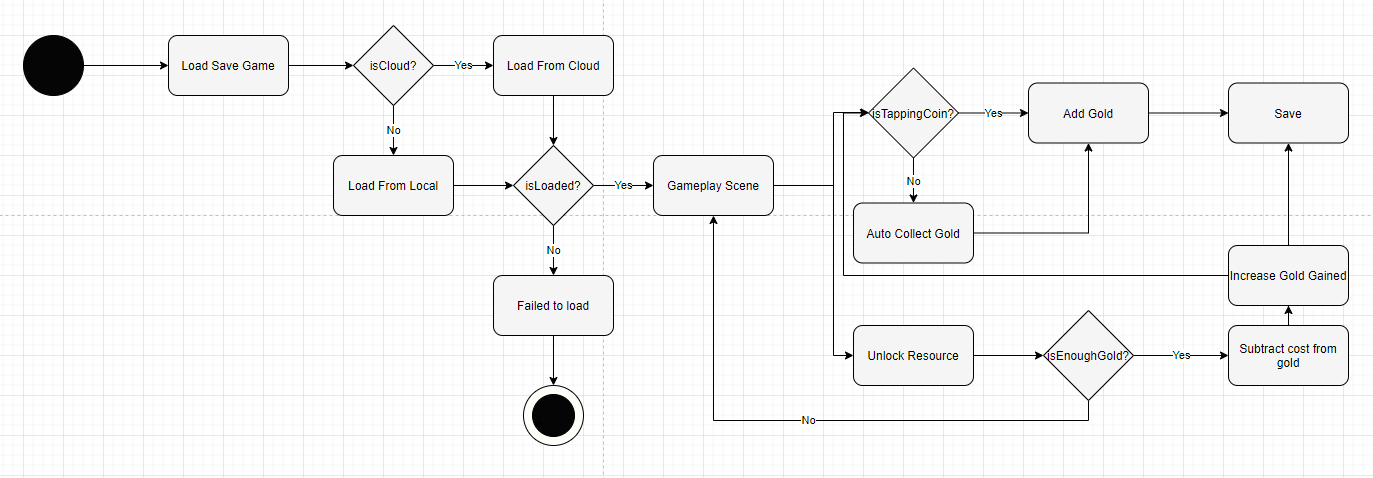 Load Save Game
isCloud?
Yes
Load From Cloud
No
Load From Local
isLoaded?
Yes
Gameplay Scene
No
Failed to load
isTappingCoin?
Yes
Add Gold
Save
No
Auto Collect Gold
Increase Gold Gained
Unlock Resource
isEnoughGold?
Yes
Subtract cost from
gold
No